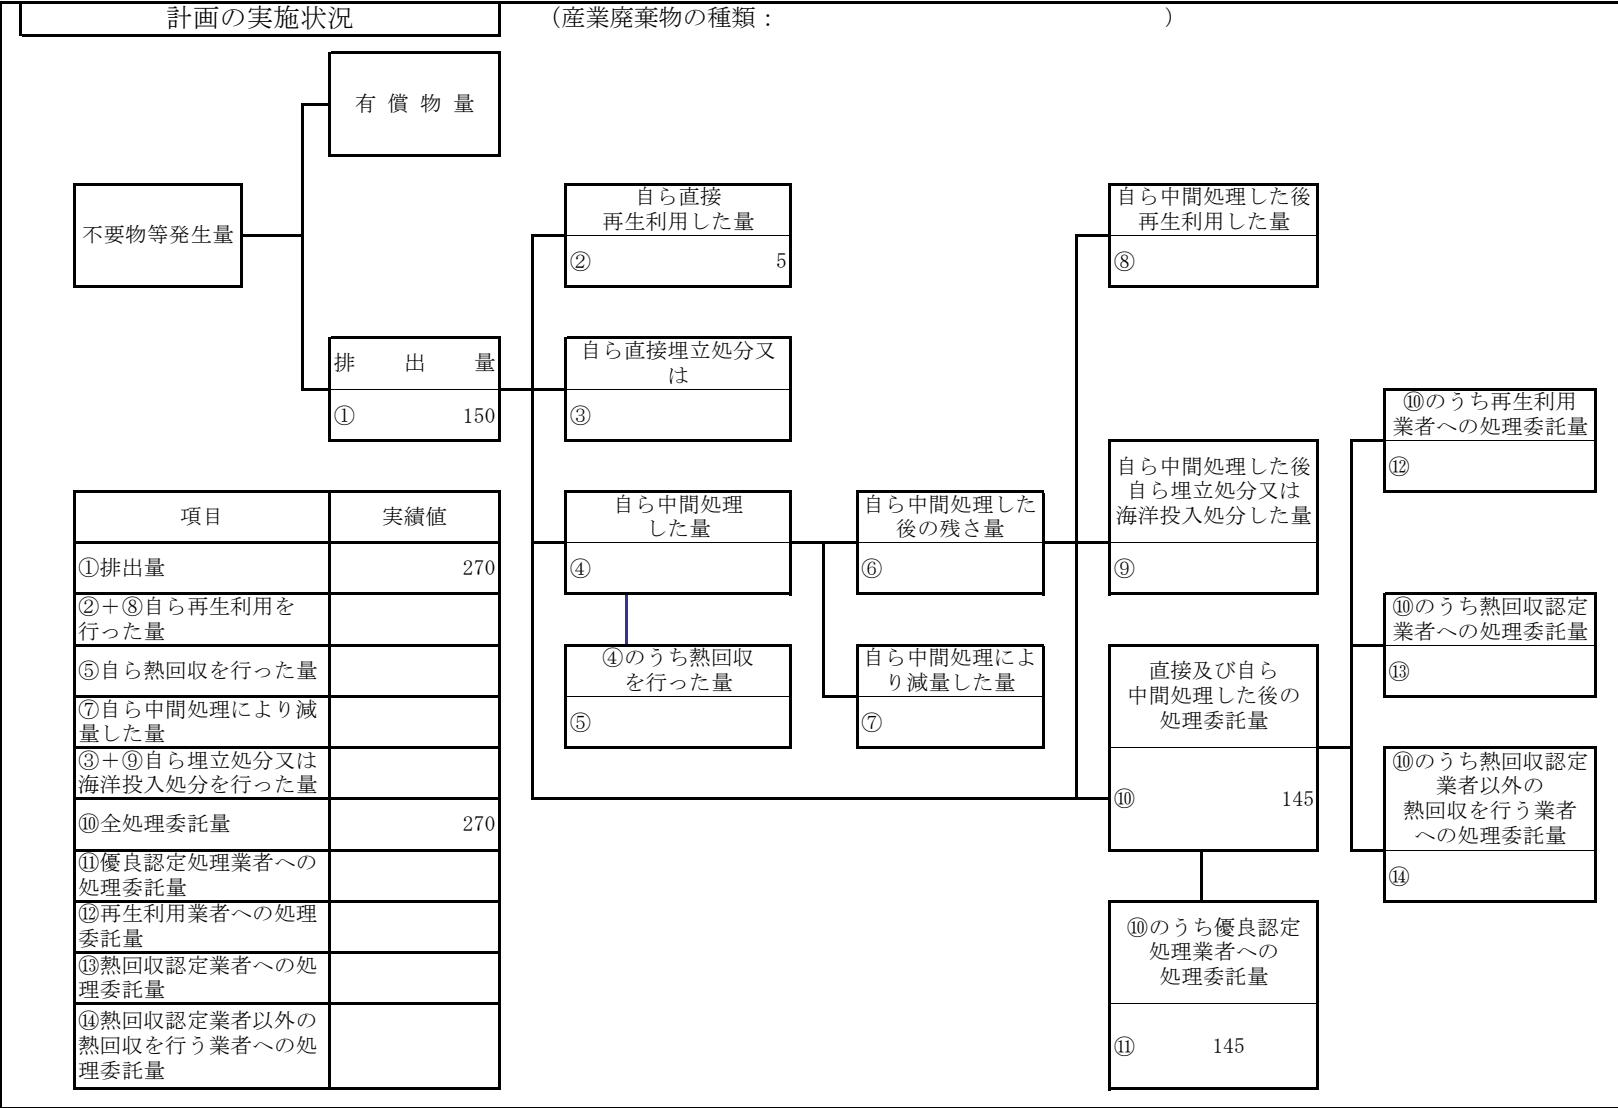 計画の実施状況
（産業廃棄物の種類：　　　　　　　　　　）
有償物量
不要物等発生量
排出量
① 150
自ら直接
再生利用した量
② 5
自ら直接埋立処分又
は
③
自ら中間処理
した量
④
④のうち熱回収
を行った量
⑤
自ら中間処理した
後の残さ量
⑥
自ら中間処理によ
り減量した量
⑦
自ら中間処理した後
再生利用した量
⑧
自ら中間処理した後
自ら埋立処分又は
海洋投入処分した量
⑨
直接及び自ら
中間処理した後の
処理委託量
⑩ 145
⑩のうち優良認定
処理業者への
処理委託量
⑪ 145
⑩のうち再生利用
業者への処理委託量
⑫
⑩のうち熱回収認定
業者への処理委託量
⑬
⑩のうち熱回収認定
業者以外の
熱回収を行う業者
への処理委託量
⑭
項目 実績値
①排出量 270
②＋⑧自ら再生利用を
行った量
⑤自ら熱回収を行った量
⑦自ら中間処理により減
量した量
③＋⑨自ら埋立処分又は
海洋投入処分を行った量
⑩全処理委託量 270
⑪優良認定処理業者への
処理委託量
⑫再生利用業者への処理
委託量
⑬熱回収認定業者への処
理委託量
⑭熱回収認定業者以外の
熱回収を行う業者への処
理委託量